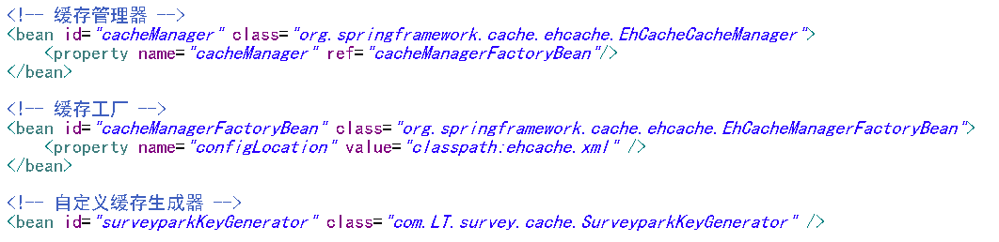 <!-- 缓存管理器 -->
<bean id="cacheManager" class="org.springframework.cache.ehcache.EhCacheCacheManager">
<property name="cacheManager" ref="cacheManagerFactoryBean"/>
</bean>
<!-- 缓存工厂 -->
<bean id="cacheManagerFactoryBean" class="org.springframework.cache.ehcache.EhCacheManagerFactoryBean">
<property name="configLocation" value="classpath:ehcache.xml" />
</bean>
<!-- 自定义缓存生成器 -->
<bean id="surveyparkKeyGenerator" class="com.LT.survey.cache.SurveyparkKeyGenerator" />